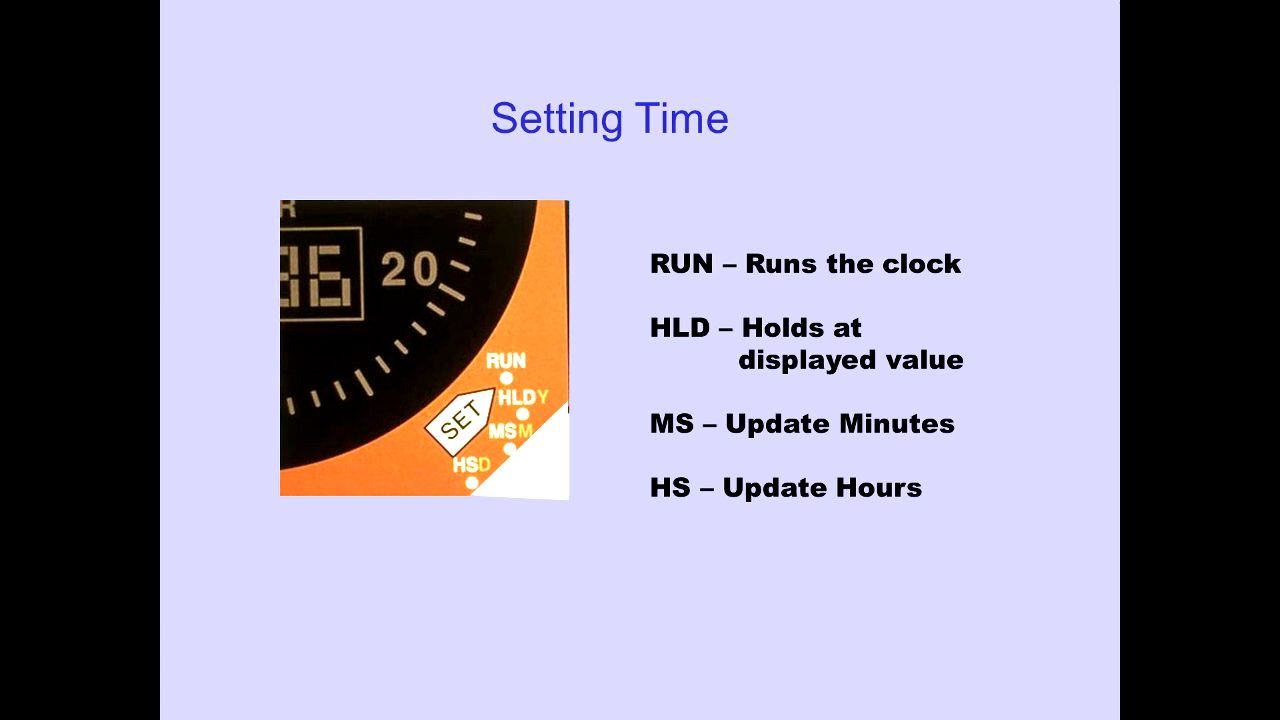 Setting Time
R
20
RUN
HLDY
SET
MSM
HSD
RUN – Runs the clock
HLD – Holds at
displayed value
MS – Update Minutes
HS – Update Hours